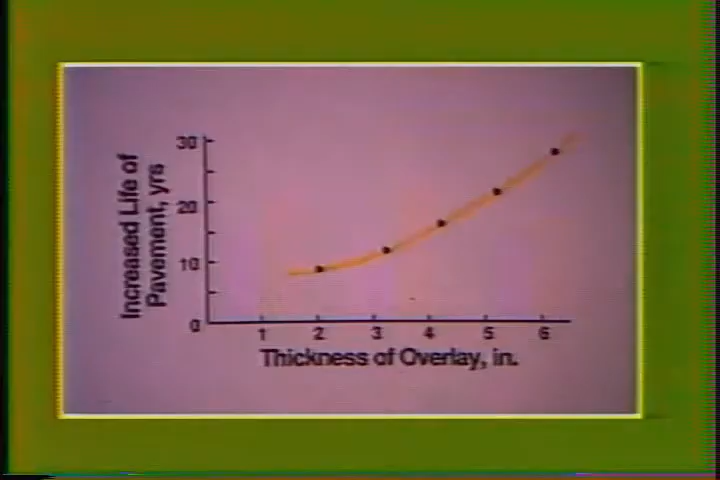 Increased Life of
Pavement, yrs
30
20
10
0
1 2 3 4 5 6
Thickness of Overlay, in.